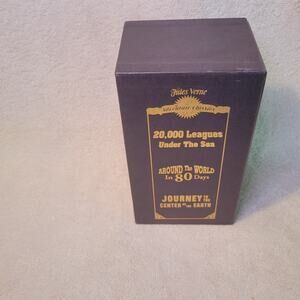 Jules Verne
20,000 Leagues
Under The Sea
AROUND The WORLD
In 80 Days
JOURNEY TO THE
CENTER OF THE EARTH